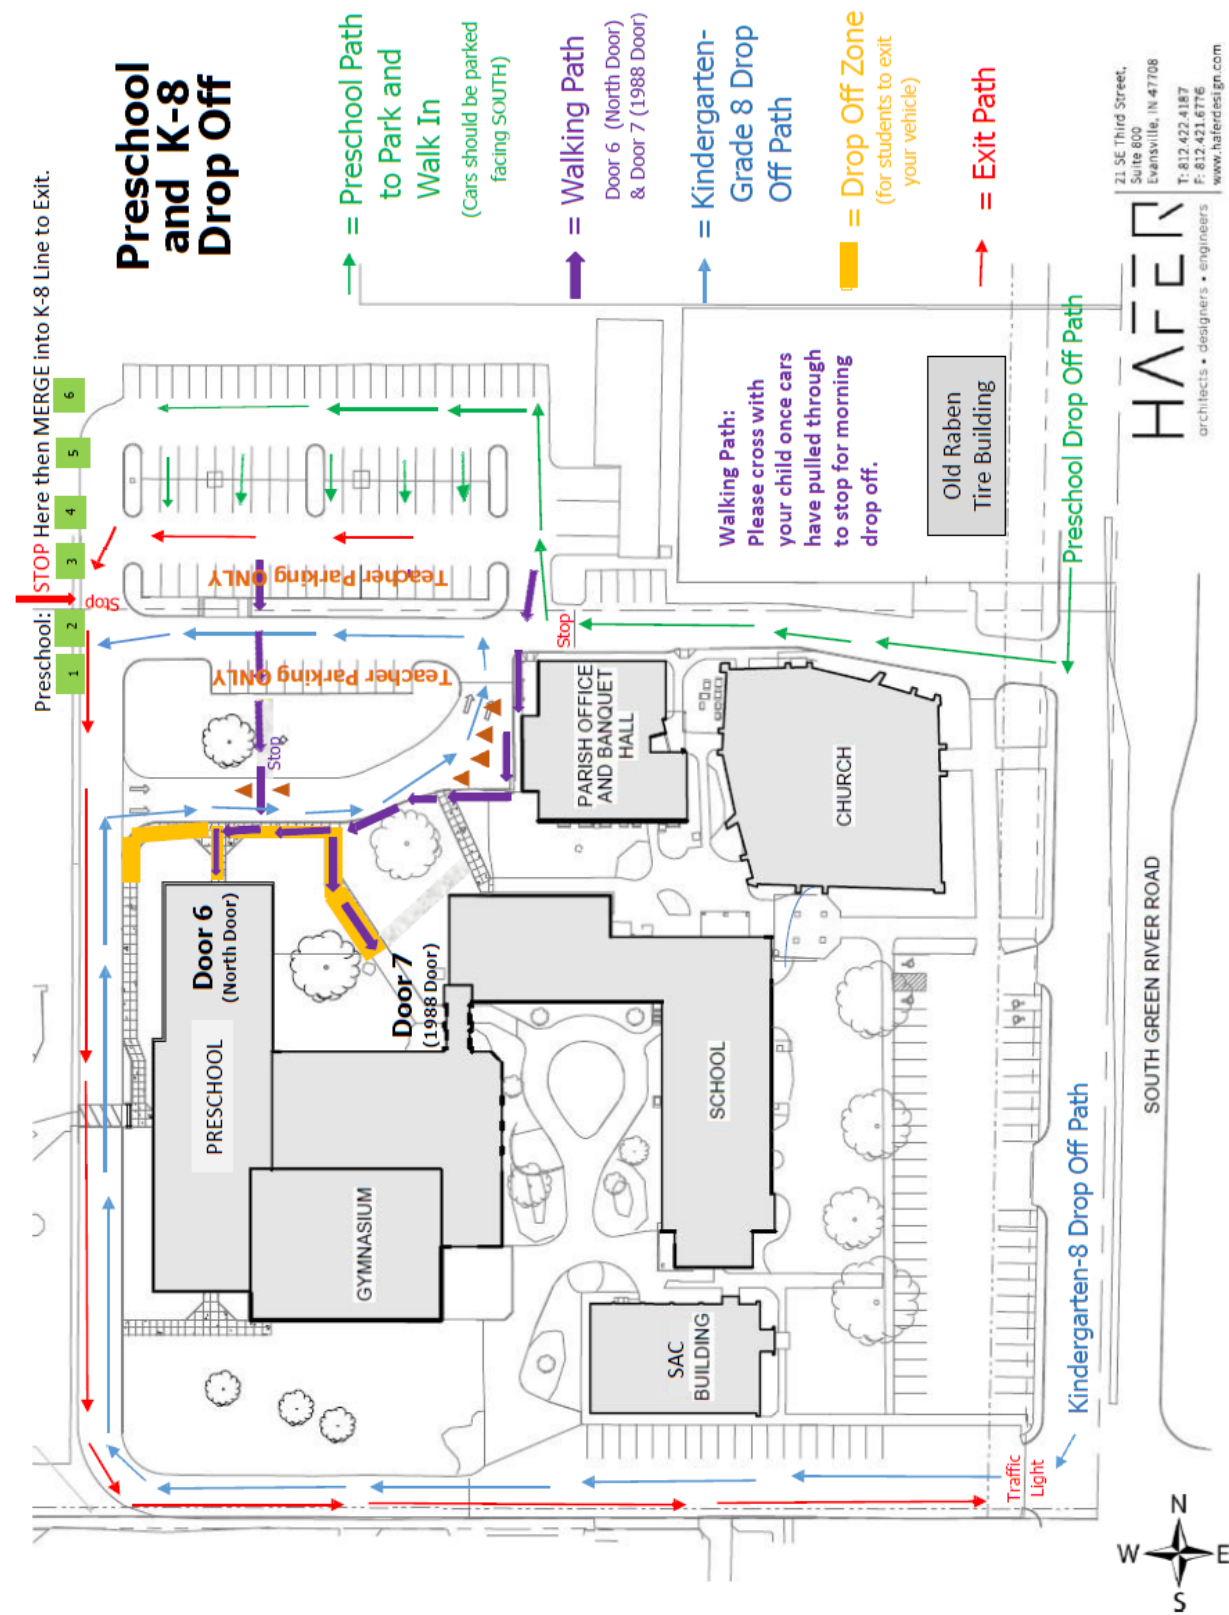 Preschool
and K-8
Drop Off
Preschool: STOP Here then MERGE into K-8 Line to Exit.
1
2
3
4
5
6
Stop
= Preschool Path
to Park and
Walk In
(Cars should be parked
facing SOUTH)
= Walking Path
Door 6 (North Door)
& Door 7 (1988 Door)
= Kindergarten-
Grade 8 Drop
Off Path
= Drop Off Zone
(for students to exit
your vehicle)
= Exit Path
Teacher Parking ONLY
Teacher Parking ONLY
Stop
Stop
Walking Path:
Please cross with
your child once cars
have pulled through
to stop for morning
drop off.
Old Raben
Tire Building
Preschool Drop Off Path
PARISH OFFICE
AND BANQUET
HALL
CHURCH
Door 6
(North Door)
PRESCHOOL
Door 7
(1988 Door)
GYMNASIUM
SCHOOL
SAC
BUILDING
Kindergarten-8 Drop Off Path
Traffic
Light
SOUTH GREEN RIVER ROAD
HAFER
architects • designers • engineers
21 SE Third Street,
Suite 800
Evansville, IN 47708
T: 812.422.4187
F: 812.421.6776
www.haferdesign.com
N
W
E
S